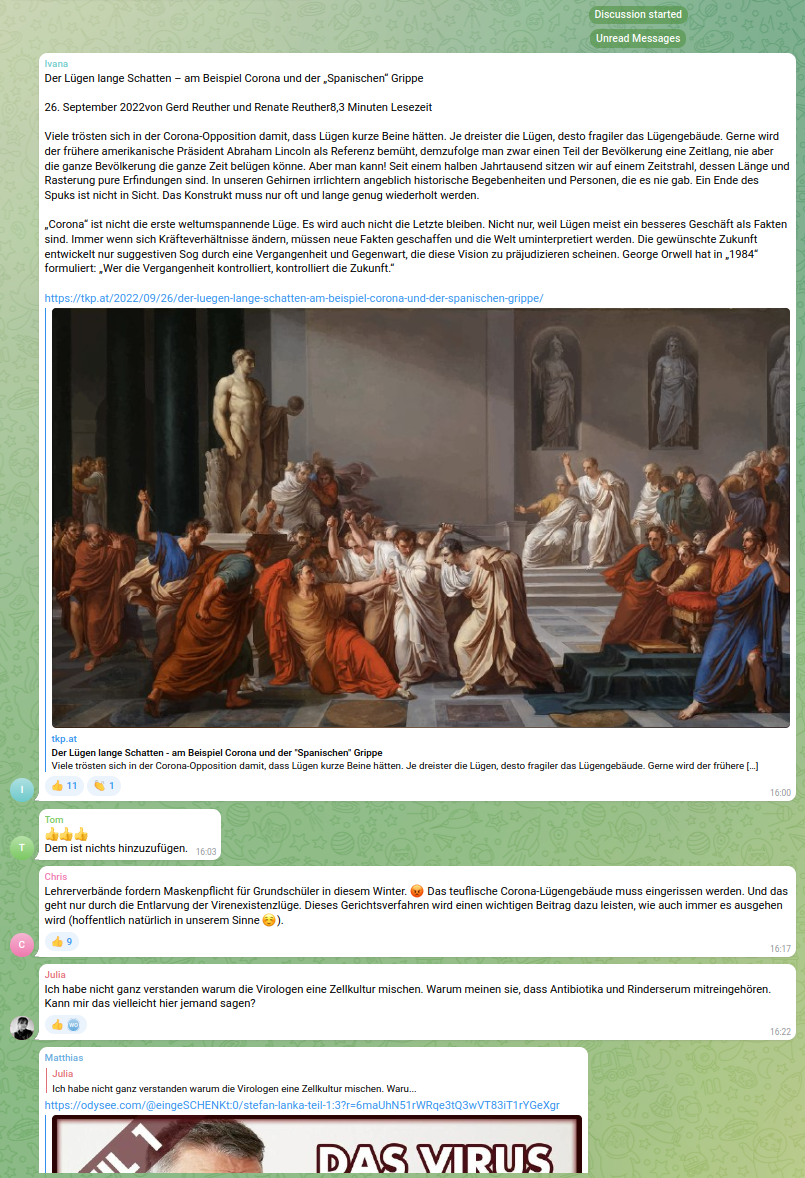 Discussion started
Unread Messages
Ivana
Der Lügen lange Schatten – am Beispiel Corona und der „Spanischen“ Grippe
26. September 2022von Gerd Reuther und Renate Reuther8,3 Minuten Lesezeit
Viele trösten sich in der Corona-Opposition damit, dass Lügen kurze Beine hätten. Je dreister die Lügen, desto fragiler das Lügengebäude. Gerne wird
der frühere amerikanische Präsident Abraham Lincoln als Referenz bemüht, demzufolge man zwar einen Teil der Bevölkerung eine Zeitlang, nie aber
die ganze Bevölkerung die ganze Zeit belügen könne. Aber man kann! Seit einem halben Jahrtausend sitzen wir auf einem Zeitstrahl, dessen Länge und
Rasterung pure Erfindungen sind. In unseren Gehirnen irrlichtern angeblich historische Begebenheiten und Personen, die es nie gab. Ein Ende des
Spuks ist nicht in Sicht. Das Konstrukt muss nur oft und lange genug wiederholt werden.
„Corona“ ist nicht die erste weltumspannende Lüge. Es wird auch nicht die Letzte bleiben. Nicht nur, weil Lügen meist ein besseres Geschäft als Fakten
sind. Immer wenn sich Kräfteverhältnisse ändern, müssen neue Fakten geschaffen und die Welt uminterpretiert werden. Die gewünschte Zukunft
entwickelt nur suggestiven Sog durch eine Vergangenheit und Gegenwart, die diese Vision zu präjudizieren scheinen. George Orwell hat in „1984“
formuliert: „Wer die Vergangenheit kontrolliert, kontrolliert die Zukunft.“
https://tkp.at/2022/09/26/der-luegen-lange-schatten-am-beispiel-corona-und-der-spanischen-grippe/
tkp.at
Der Lügen lange Schatten - am Beispiel Corona und der "Spanischen" Grippe
Viele trösten sich in der Corona-Opposition damit, dass Lügen kurze Beine hätten. Je dreister die Lügen, desto fragiler das Lügengebäude. Gerne wird der frühere […]
👍 11 👏 1
16:00
I
Tom
👍👍👍
Dem ist nichts hinzuzufügen. 16:03
T
Chris
Lehrerverbände fordern Maskenpflicht für Grundschüler in diesem Winter. 😡 Das teuflische Corona-Lügengebäude muss eingerissen werden. Und das
geht nur durch die Entlarvung der Virenexistenzlüge. Dieses Gerichtsverfahren wird einen wichtigen Beitrag dazu leisten, wie auch immer es ausgehen
wird (hoffentlich natürlich in unserem Sinne ☺️).
👍 9
16:17
C
Julia
Ich habe nicht ganz verstanden warum die Virologen eine Zellkultur mischen. Warum meinen sie, dass Antibiotika und Rinderserum mitreingehören.
Kann mir das vielleicht hier jemand sagen?
👍
16:22
Matthias
Julia
Ich habe nicht ganz verstanden warum die Virologen eine Zellkultur mischen. Waru...
https://odysee.com/@eingeSCHENKt:0/stefan-lanka-teil-1:3?r=6maUhN51rWRqe3tQ3wVT83iT1rYGeXgr
DAS VIRUS